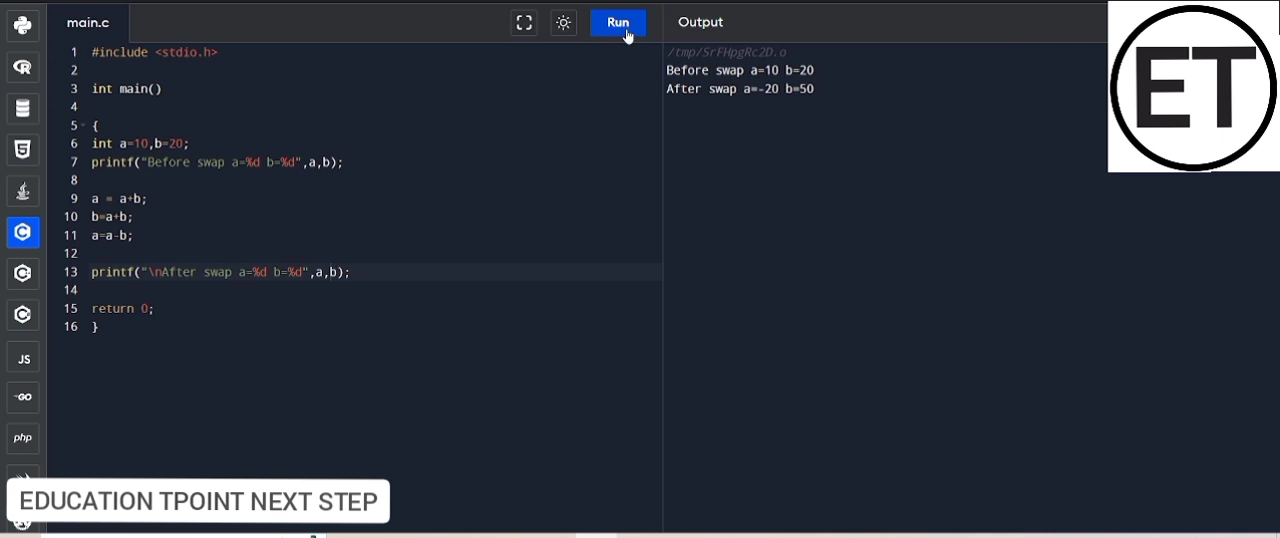 main.c
Run
Output
1 #include <stdio.h>
2
3 int main()
4
5 {
6 int a=10,b=20;
7 printf("Before swap a=%d b=%d",a,b);
8
9 a = a+b;
10 b=a+b;
11 a=a-b;
12
13 printf("\nAfter swap a=%d b=%d",a,b);
14
15 return 0;
16 }
/tmp/SrFHpgRc2D.o
Before swap a=10 b=20
After swap a=-20 b=50
ET
JS
GO
php
EDUCATION TPOINT NEXT STEP